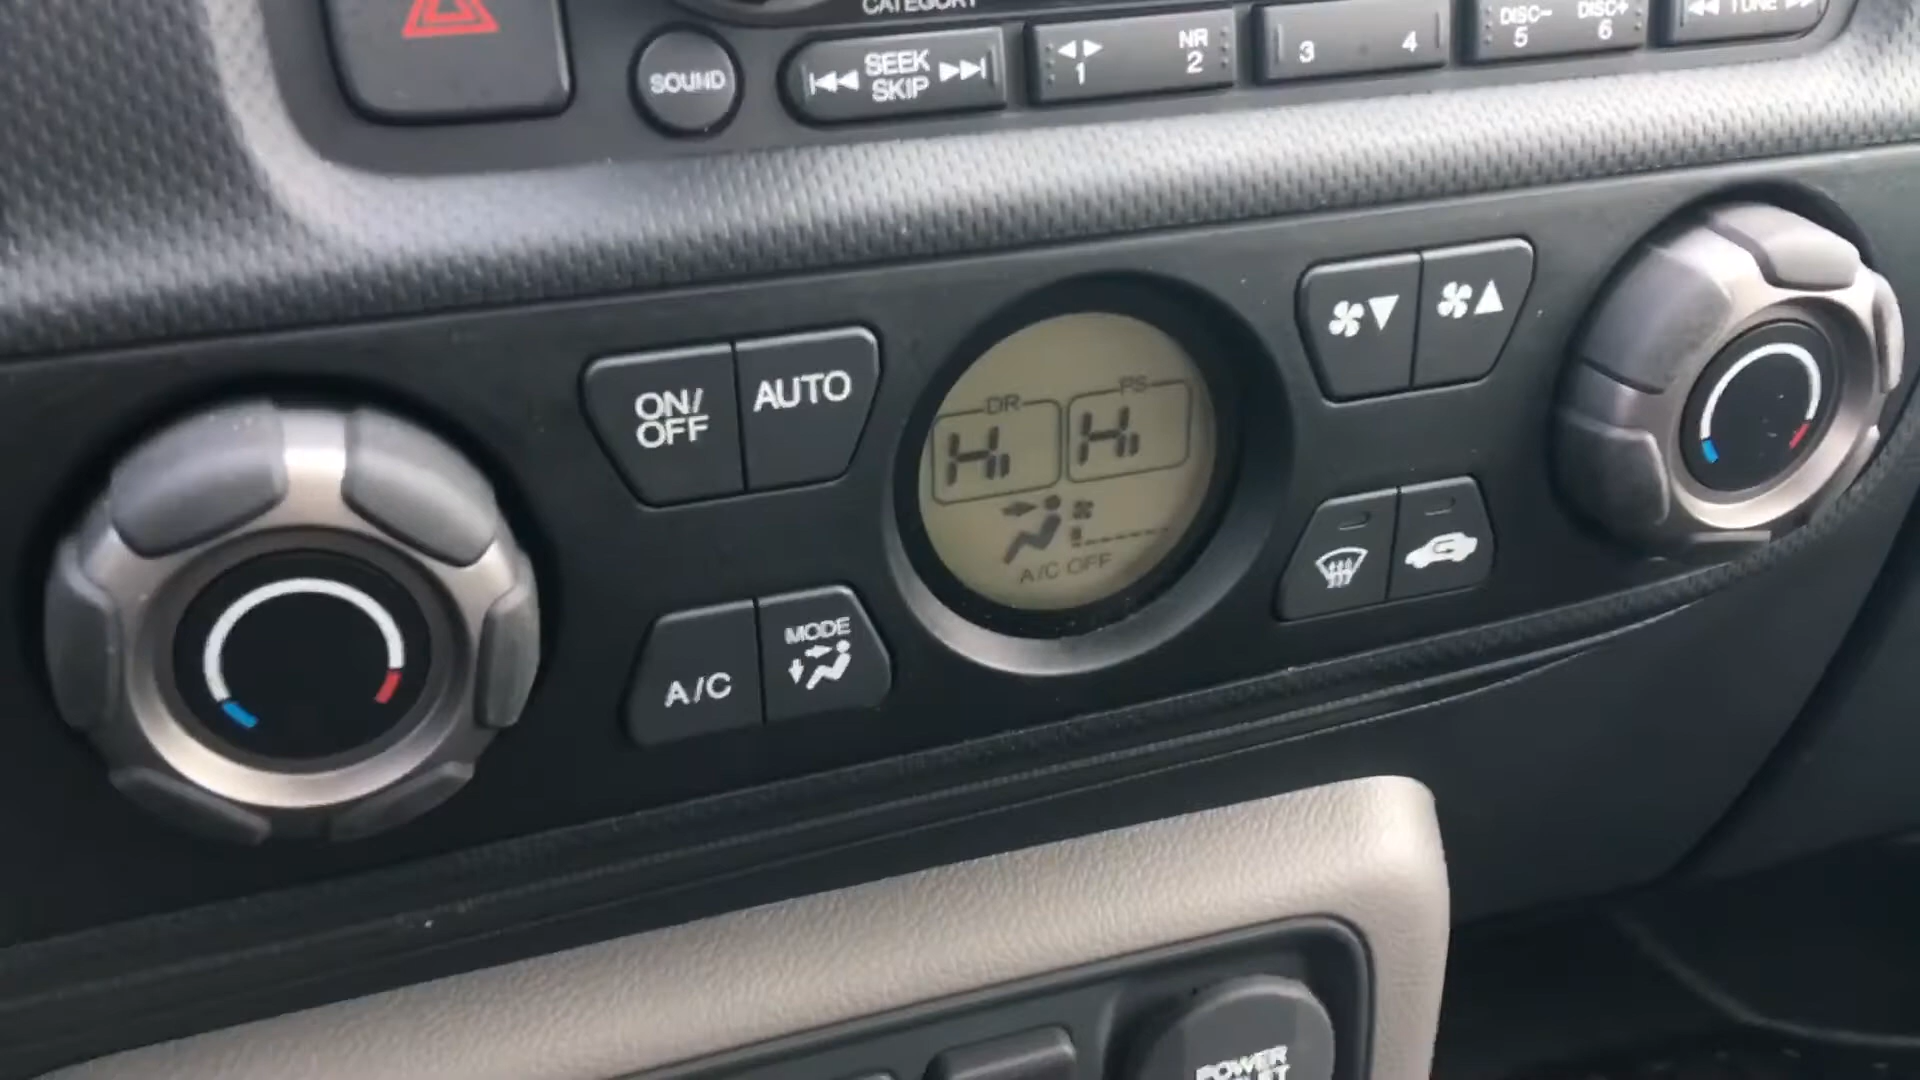 CATEGORY
SOUND
SEEK
SKIP
1
NR
2
3
4
DISC-
5
DISC+
6
TUNE
ON/
OFF
AUTO
DR
Hi
PS
Hi
A/C OFF
A/C
MODE
POWER